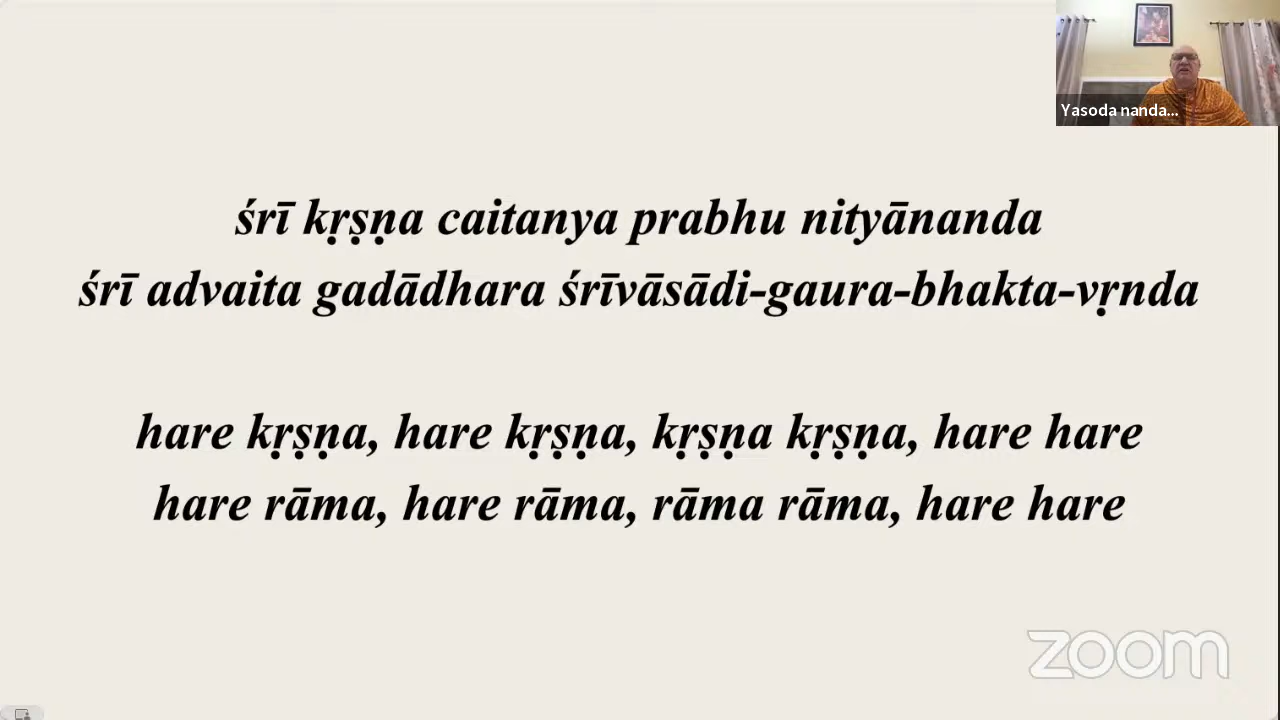 Yasoda nanda...
śrī kṛṣṇa caitanya prabhu nityānanda
śrī advaita gadādhara śrīvāsādi-gaura-bhakta-vṛnda
hare kṛṣṇa, hare kṛṣṇa, kṛṣṇa kṛṣṇa, hare hare
hare rāma, hare rāma, rāma rāma, hare hare
zoom